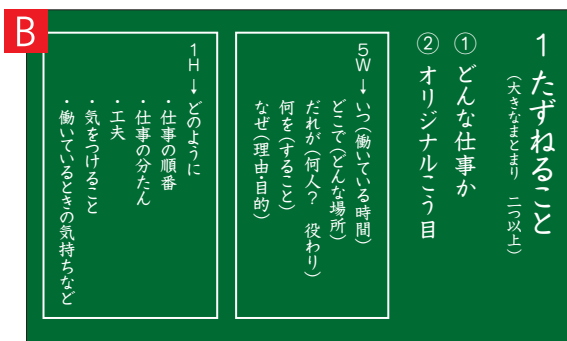 B
1 たずねること
(大きなまとまり 二つ以上)
① どんな仕事か
② オリジナルこう目
5W→いつ(働いている時間)
どこで(どんな場所)
だれが(何人? 役わり)
何を(すること)
なぜ(理由・目的)
1H→どのように
・仕事の順番
・仕事の分たん
・工夫
・気をつけること
・働いているときの気持ちなど